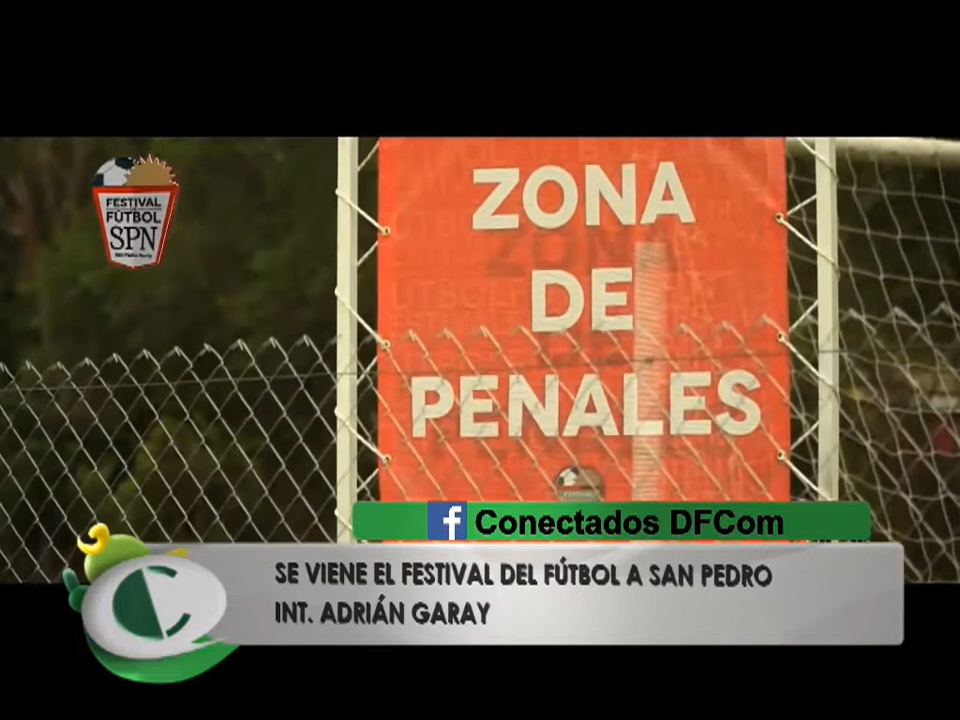 FESTIVAL
FÚTBOL
SPN
ZONA
DE
PENALES
f Conectados DFCom
C
SE VIENE EL FESTIVAL DEL FÚTBOL A SAN PEDRO
INT. ADRIÁN GARAY